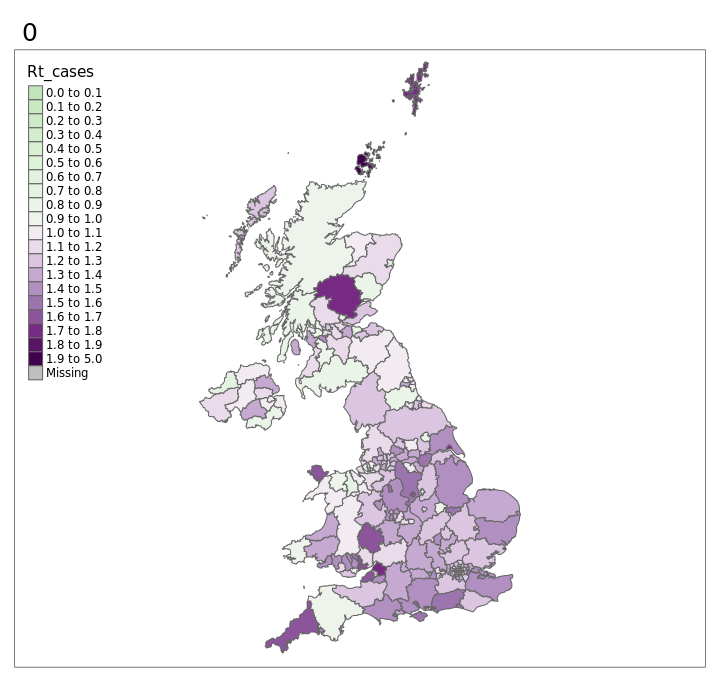 0
Rt_cases
0.0 to 0.1
0.1 to 0.2
0.2 to 0.3
0.3 to 0.4
0.4 to 0.5
0.5 to 0.6
0.6 to 0.7
0.7 to 0.8
0.8 to 0.9
0.9 to 1.0
1.0 to 1.1
1.1 to 1.2
1.2 to 1.3
1.3 to 1.4
1.4 to 1.5
1.5 to 1.6
1.6 to 1.7
1.7 to 1.8
1.8 to 1.9
1.9 to 5.0
Missing